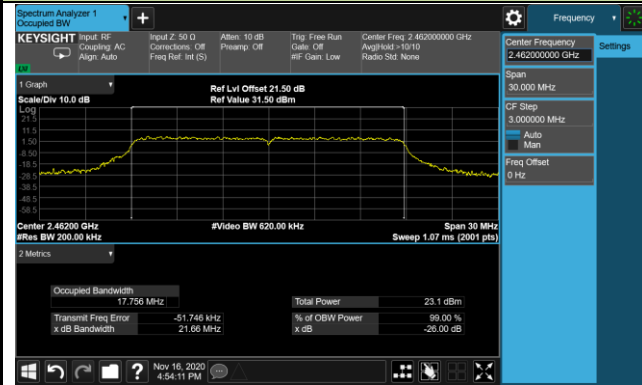 Spectrum Analyzer 1
Occupied BW
Frequency
KEYSIGHT
Input: RF
Coupling: AC
Align: Auto
Input Z: 50 Ω
Corrections: Off
Freq Ref: Int (S)
Atten: 10 dB
Preamp: Off
Trig: Free Run
Gate: Off
#IF Gain: Low
Center Freq: 2.462000000 GHz
Avg|Hold:>10/10
Radio Std: None
Center Frequency
2.462000000 GHz
Settings
Span
30.000 MHz
CF Step
3.000000 MHz
Auto
Man
Freq Offset
0 Hz
1 Graph
Scale/Div 10.0 dB
Ref Lvl Offset 21.50 dB
Ref Value 31.50 dBm
Log
21.5
11.5
1.50
-8.50
-18.5
-28.5
-38.5
-48.5
-58.5
Center 2.46200 GHz
#Res BW 200.00 kHz
#Video BW 620.00 kHz
Span 30 MHz
Sweep 1.07 ms (2001 pts)
2 Metrics
Occupied Bandwidth
17.756 MHz
Total Power 23.1 dBm
Transmit Freq Error -51.746 kHz
% of OBW Power 99.00 %
x dB Bandwidth 21.66 MHz
x dB -26.00 dB
Nov 16, 2020
4:54:11 PM